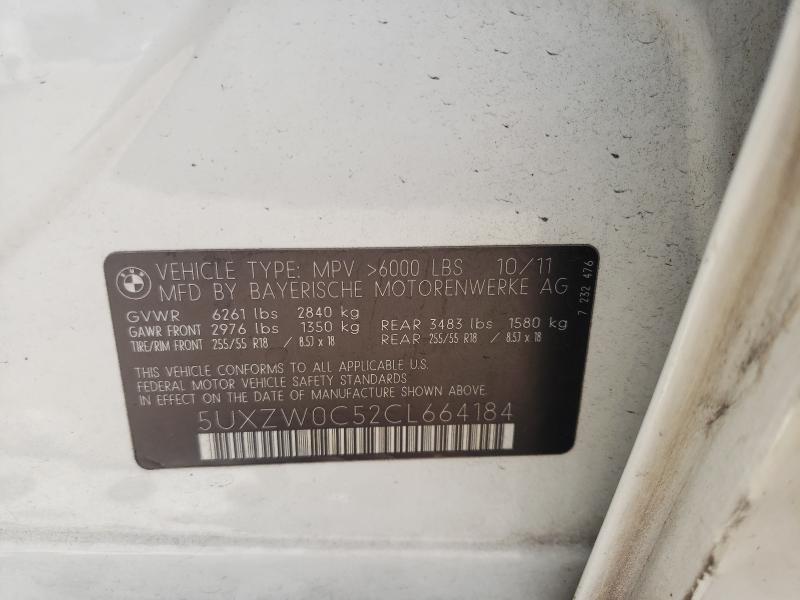 BMW
VEHICLE TYPE: MPV >6000 LBS 10/11
MFD BY BAYERISCHE MOTORENWERKE AG
GVWR 6261 lbs 2840 kg
GAWR FRONT 2976 lbs 1350 kg REAR 3483 lbs 1580 kg
TIRE/RIM FRONT 255/55 R18 / 8.5J x 18 REAR 255/55 R18 / 8.5J x 18
THIS VEHICLE CONFORMS TO ALL APPLICABLE U.S.
FEDERAL MOTOR VEHICLE SAFETY STANDARDS
IN EFFECT ON THE DATE OF MANUFACTURE SHOWN ABOVE.
5UXZW0C52CL664184
7 232 476